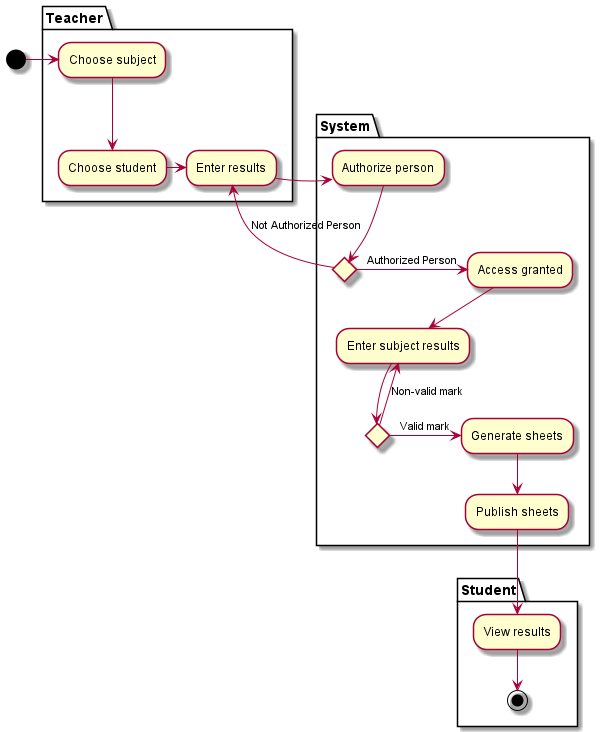 Teacher
Choose subject
Choose student
Enter results
System
Authorize person
Not Authorized Person
Authorized Person
Access granted
Enter subject results
Non-valid mark
Valid mark
Generate sheets
Publish sheets
Student
View results